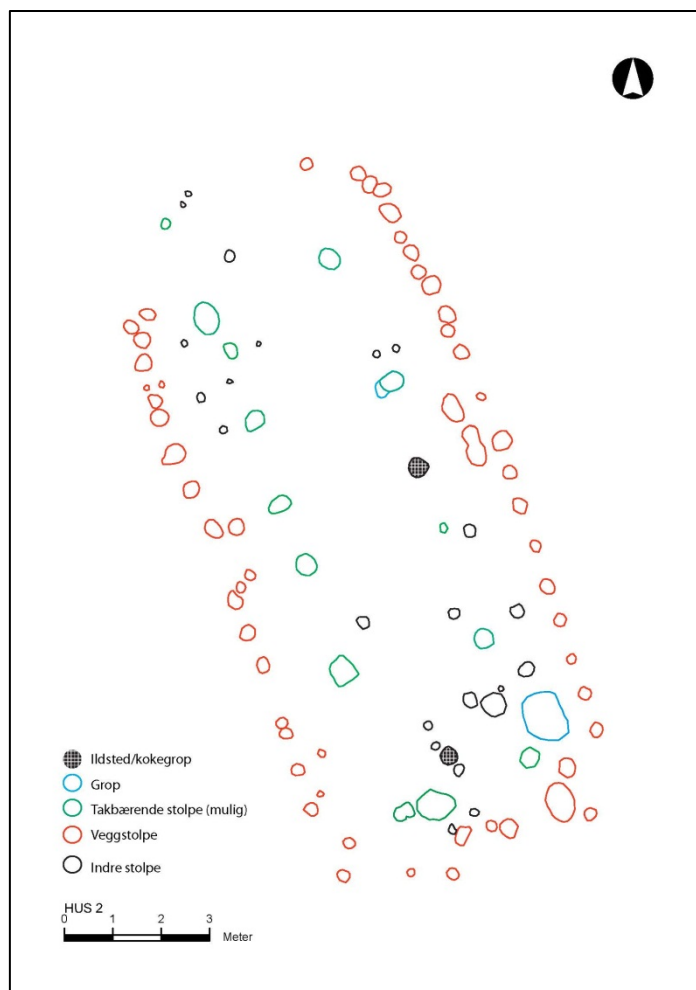 Ildsted/kokegrop
Grop
Takbærende stolpe (mulig)
Veggstolpe
Indre stolpe
HUS 2
0 1 2 3
Meter